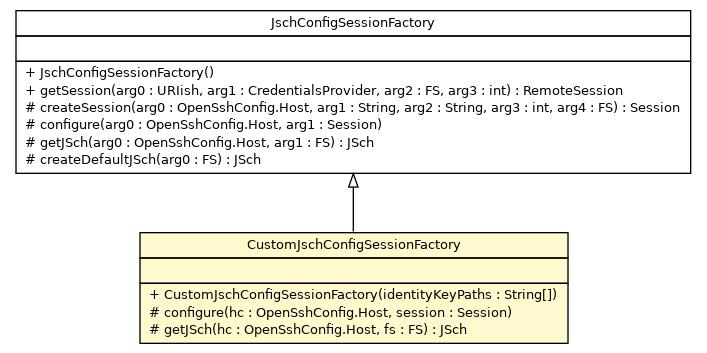 JschConfigSessionFactory
+ JschConfigSessionFactory()
+ getSession(arg0 : URIish, arg1 : CredentialsProvider, arg2 : FS, arg3 : int) : RemoteSession
# createSession(arg0 : OpenSshConfig.Host, arg1 : String, arg2 : String, arg3 : int, arg4 : FS) : Session
# configure(arg0 : OpenSshConfig.Host, arg1 : Session)
# getJSch(arg0 : OpenSshConfig.Host, arg1 : FS) : JSch
# createDefaultJSch(arg0 : FS) : JSch
CustomJschConfigSessionFactory
+ CustomJschConfigSessionFactory(identityKeyPaths : String[])
# configure(hc : OpenSshConfig.Host, session : Session)
# getJSch(hc : OpenSshConfig.Host, fs : FS) : JSch